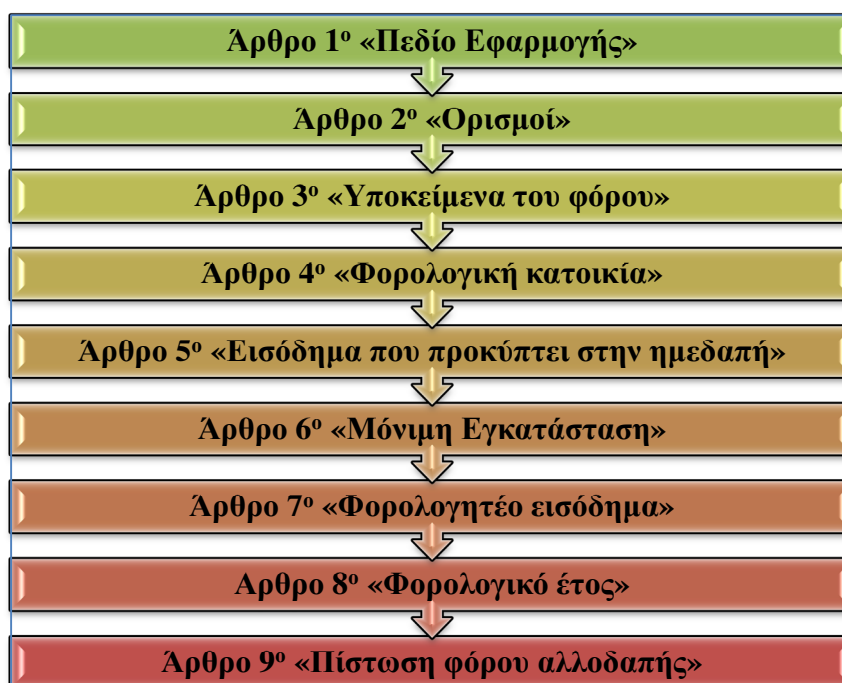 Άρθρο 1ο «Πεδίο Εφαρμογής»
Άρθρο 2ο «Ορισμοί»
Άρθρο 3ο «Υποκείμενα του φόρου»
Άρθρο 4ο «Φορολογική κατοικία»
Άρθρο 5ο «Εισόδημα που προκύπτει στην ημεδαπή»
Άρθρο 6ο «Μόνιμη Εγκατάσταση»
Άρθρο 7ο «Φορολογητέο εισόδημα»
Αρθρο 8ο «Φορολογικό έτος»
Άρθρο 9ο «Πίστωση φόρου αλλοδαπής»